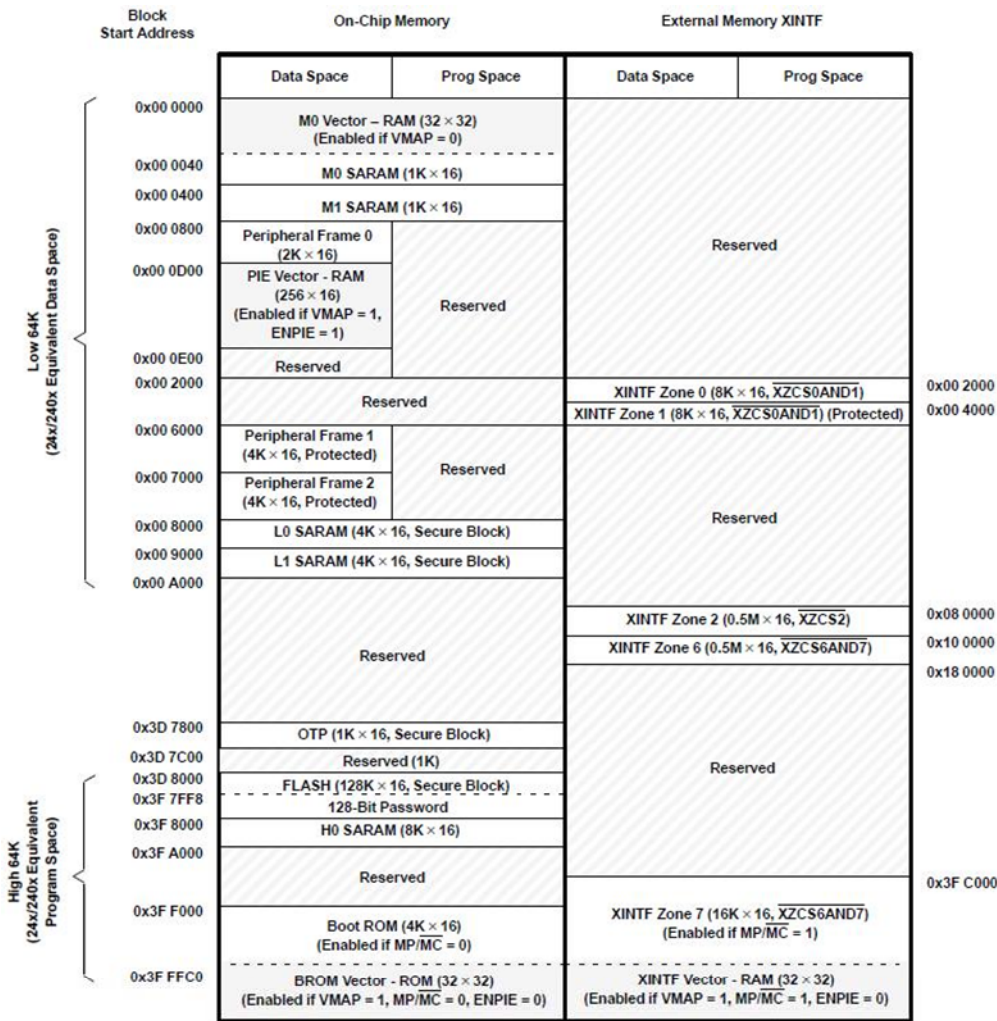 Block
Start Address
On-Chip Memory
External Memory XINTF
Data Space
Prog Space
Data Space
Prog Space
Low 64K
(24x/240x Equivalent Data Space)
0x00 0000
M0 Vector – RAM (32 × 32)
(Enabled if VMAP = 0)
0x00 0040
M0 SARAM (1K × 16)
0x00 0400
M1 SARAM (1K × 16)
0x00 0800
Peripheral Frame 0
(2K × 16)
0x00 0D00
PIE Vector - RAM
(256 × 16)
(Enabled if VMAP = 1,
ENPIE = 1)
Reserved
Reserved
0x00 0E00
Reserved
0x00 2000
Reserved
XINTF Zone 0 (8K × 16, XZCS0AND1)
0x00 2000
XINTF Zone 1 (8K × 16, XZCS0AND1) (Protected)
0x00 4000
0x00 6000
Peripheral Frame 1
(4K × 16, Protected)
Reserved
0x00 7000
Peripheral Frame 2
(4K × 16, Protected)
Reserved
0x00 8000
L0 SARAM (4K × 16, Secure Block)
0x00 9000
L1 SARAM (4K × 16, Secure Block)
0x00 A000
Reserved
XINTF Zone 2 (0.5M × 16, XZCS2)
0x08 0000
XINTF Zone 6 (0.5M × 16, XZCS6AND7)
0x10 0000
0x18 0000
High 64K
(24x/240x Equivalent
Program Space)
0x3D 7800
OTP (1K × 16, Secure Block)
0x3D 7C00
Reserved (1K)
Reserved
0x3D 8000
FLASH (128K × 16, Secure Block)
0x3F 7FF8
128-Bit Password
0x3F 8000
H0 SARAM (8K × 16)
0x3F A000
Reserved
0x3F C000
0x3F F000
Boot ROM (4K × 16)
(Enabled if MP/MC = 0)
XINTF Zone 7 (16K × 16, XZCS6AND7)
(Enabled if MP/MC = 1)
0x3F FFC0
BROM Vector - ROM (32 × 32)
(Enabled if VMAP = 1, MP/MC = 0, ENPIE = 0)
XINTF Vector - RAM (32 × 32)
(Enabled if VMAP = 1, MP/MC = 1, ENPIE = 0)